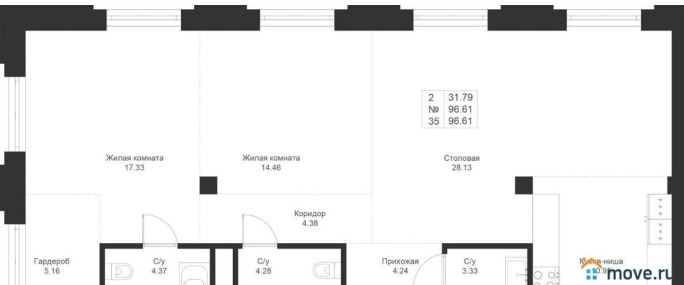 2 31.79
№ 96.61
35 96.61
Жилая комната
17.33
Жилая комната
14.46
Столовая
28.13
Коридор
4.38
Гардероб
5.16
С/у
4.37
С/у
4.28
Прихожая
4.24
С/у
3.33
move.ru